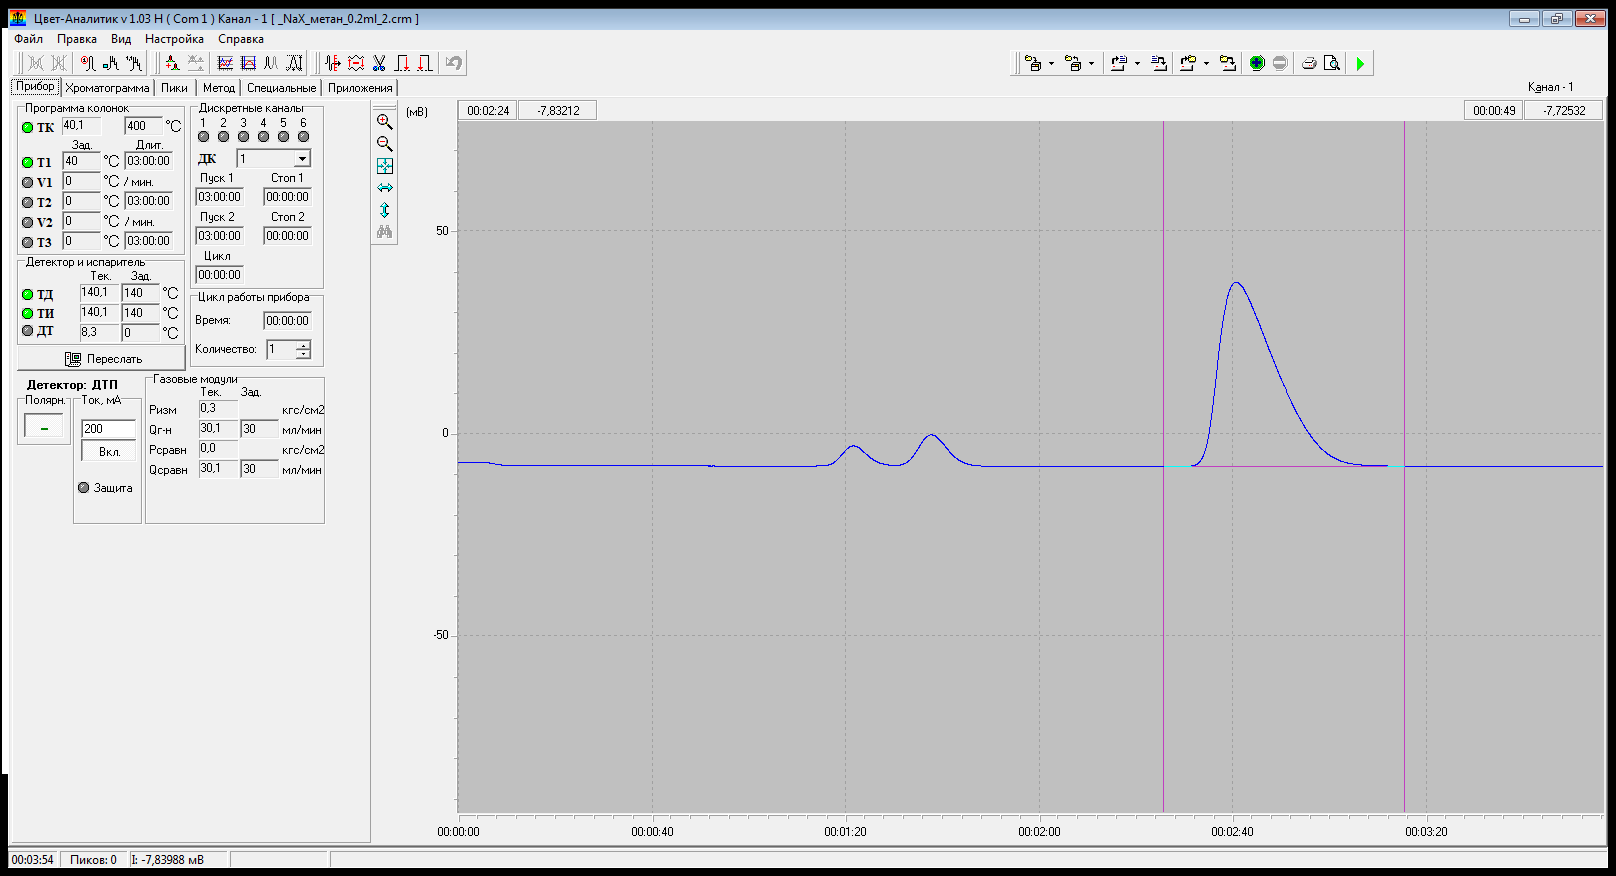 Цвет-Аналитик v 1.03 H ( Com 1 ) Канал - 1 [ _NaX_метан_0.2ml_2.crm ]
Файл Правка Вид Настройка Справка
Прибор Хроматограмма Пики Метод Специальные Приложения
Канал - 1
Программа колонок
ТК 40,1 400 °C
Зад. Длит.
T1 40 °C 03:00:00
V1 0 °C / мин.
T2 0 °C 03:00:00
V2 0 °C / мин.
T3 0 °C 03:00:00
Детектор и испаритель
Тек. Зад.
ТД 140,1 140 °C
ТИ 140,1 140 °C
ДТ 8,3 0 °C
Переслать
Детектор: ДТП
Полярн.
–
Ток, мА
200
Вкл.
Защита
Дискретные каналы
1 2 3 4 5 6
ДК 1
Пуск 1 Стоп 1
03:00:00 00:00:00
Пуск 2 Стоп 2
03:00:00 00:00:00
Цикл
00:00:00
Цикл работы прибора
Время: 00:00:00
Количество: 1
Газовые модули
Тек. Зад.
Ризм 0,3 кгс/см2
Qг-н 30,1 30 мл/мин
Рсравн 0,0 кгс/см2
Qсравн 30,1 30 мл/мин
(мВ)
00:02:24 -7,83212
00:00:49 -7,72532
50
0
-50
00:00:00 00:00:40 00:01:20 00:02:00 00:02:40 00:03:20
00:03:54 Пиков: 0 I: -7,83988 мВ